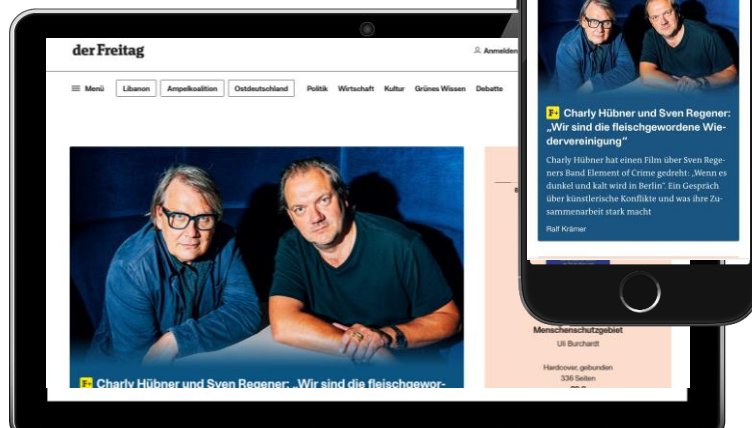 der Freitag
Anmelden
Menü Libanon Ampelkoalition Ostdeutschland Politik Wirtschaft Kultur Grünes Wissen Debatte
F+ Charly Hübner und Sven Regener: „Wir sind die fleischgewor-
F+ Charly Hübner und Sven Regener:
„Wir sind die fleischgewordene Wie-
dervereinigung“
Charly Hübner hat einen Film über Sven Rege-
ners Band Element of Crime gedreht: „Wenn es
dunkel und kalt wird in Berlin“. Ein Gespräch
über künstlerische Konflikte und was ihre Zu-
sammenarbeit stark macht
Ralf Krämer
Menschenschutzgebiet
Uli Burchardt
Hardcover, gebunden
336 Seiten